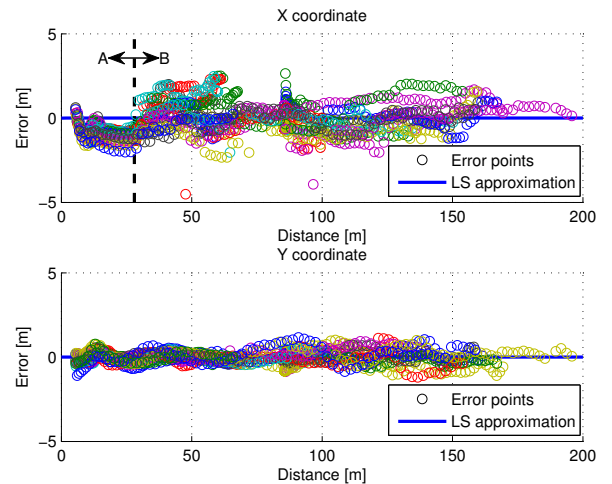 X coordinate
5
0
-5
Error [m]
A
B
Error points
LS approximation
0
50
100
150
200
Distance [m]
Y coordinate
5
0
-5
Error [m]
Error points
LS approximation
0
50
100
150
200
Distance [m]